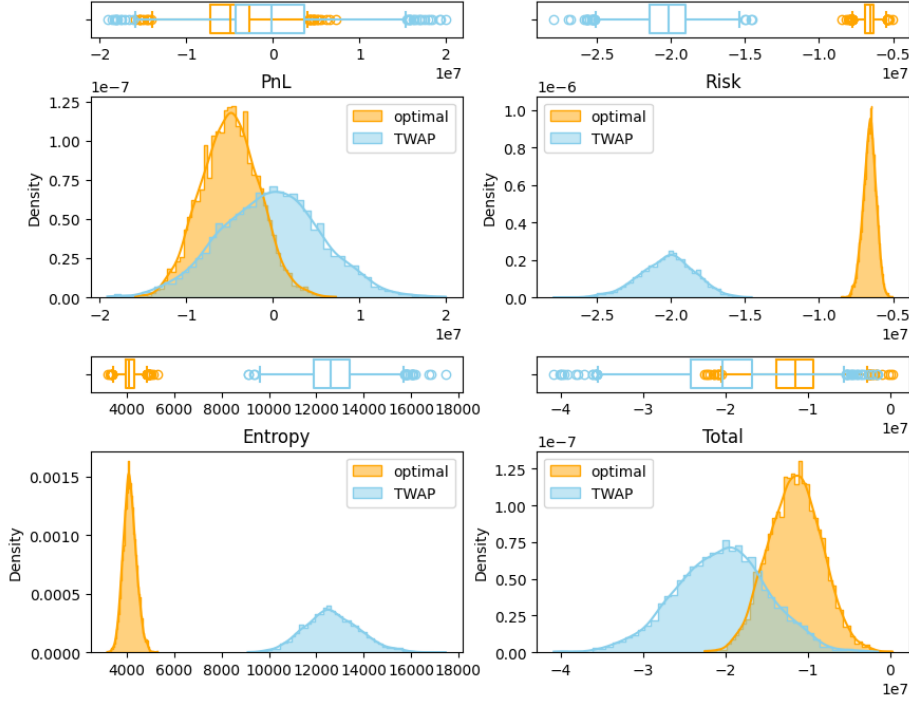 −2 −1 0 1 2
1e7
−2.5 −2.0 −1.5 −1.0 −0.5
1e7
1e−7
PnL
1.25
1.00
0.75
0.50
0.25
0.00
Density
optimal
TWAP
−2 −1 0 1 2
1e7
1e−6
Risk
1.0
0.8
0.6
0.4
0.2
0.0
Density
optimal
TWAP
−2.5 −2.0 −1.5 −1.0 −0.5
1e7
4000 6000 8000 10000 12000 14000 16000 18000
−4 −3 −2 −1 0
1e7
Entropy
0.0015
0.0010
0.0005
0.0000
Density
optimal
TWAP
4000 6000 8000 10000 12000 14000 16000 18000
1e−7
Total
1.25
1.00
0.75
0.50
0.25
0.00
Density
optimal
TWAP
−4 −3 −2 −1 0
1e7